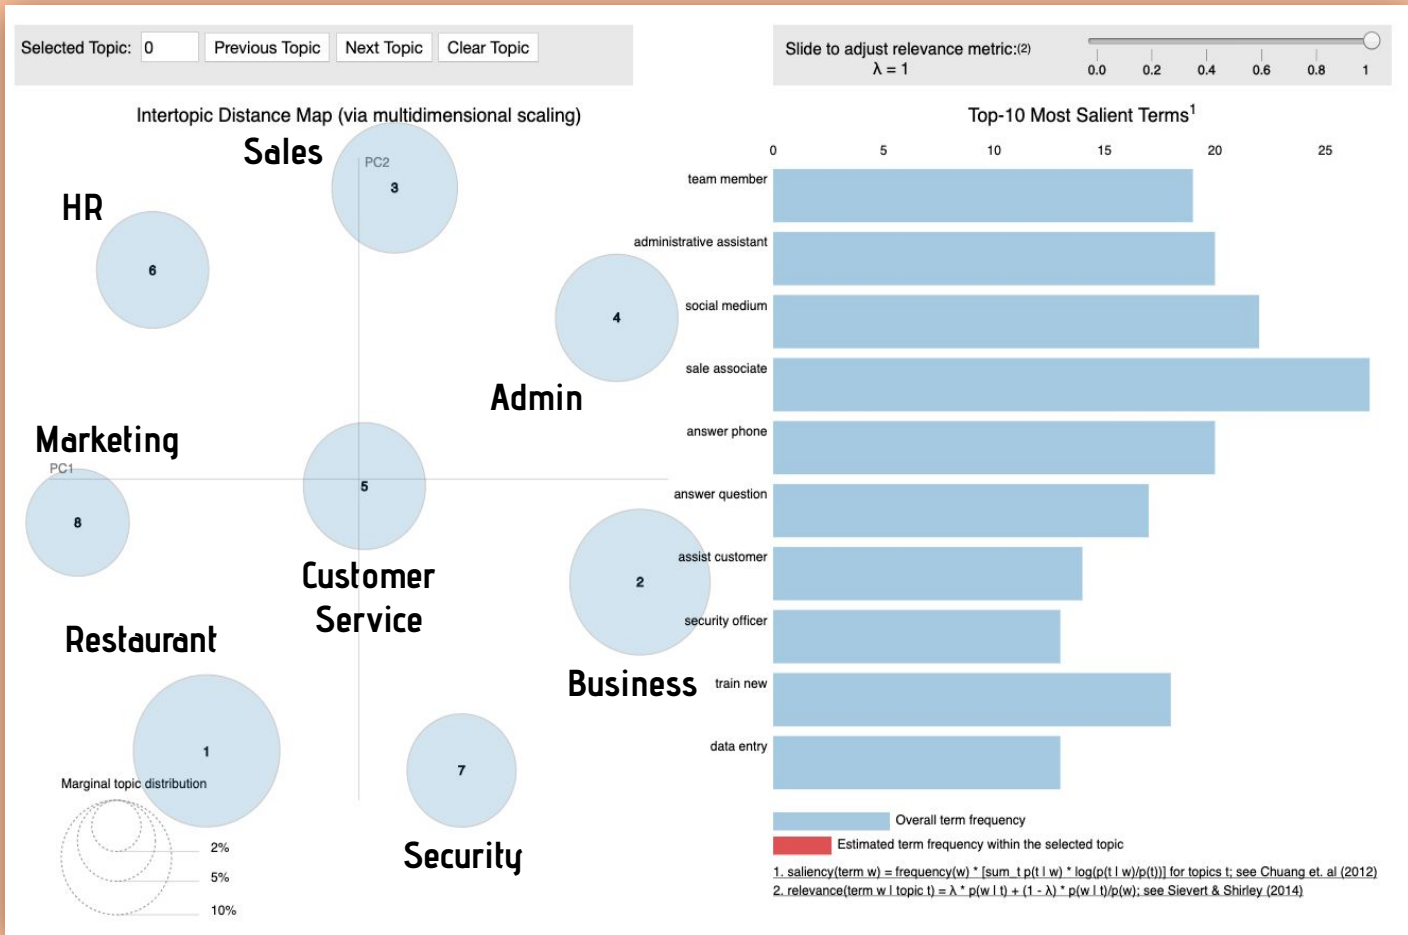 Selected Topic: 0 Previous Topic Next Topic Clear Topic
Slide to adjust relevance metric:(2)
λ = 1
0.0 0.2 0.4 0.6 0.8 1
Intertopic Distance Map (via multidimensional scaling)
Sales
PC2
3
HR
6
4
Admin
Marketing
PC1
8
5
Customer
Service
2
Business
Restaurant
1
7
Security
Marginal topic distribution
2%
5%
10%
Top-10 Most Salient Terms1
0 5 10 15 20 25
team member
administrative assistant
social medium
sale associate
answer phone
answer question
assist customer
security officer
train new
data entry
Overall term frequency
Estimated term frequency within the selected topic
1. saliency(term w) = frequency(w) * [sum_t p(t | w) * log(p(t | w)/p(t))] for topics t; see Chuang et. al (2012)
2. relevance(term w | topic t) = λ * p(w | t) + (1 - λ) * p(w | t)/p(w); see Sievert & Shirley (2014)